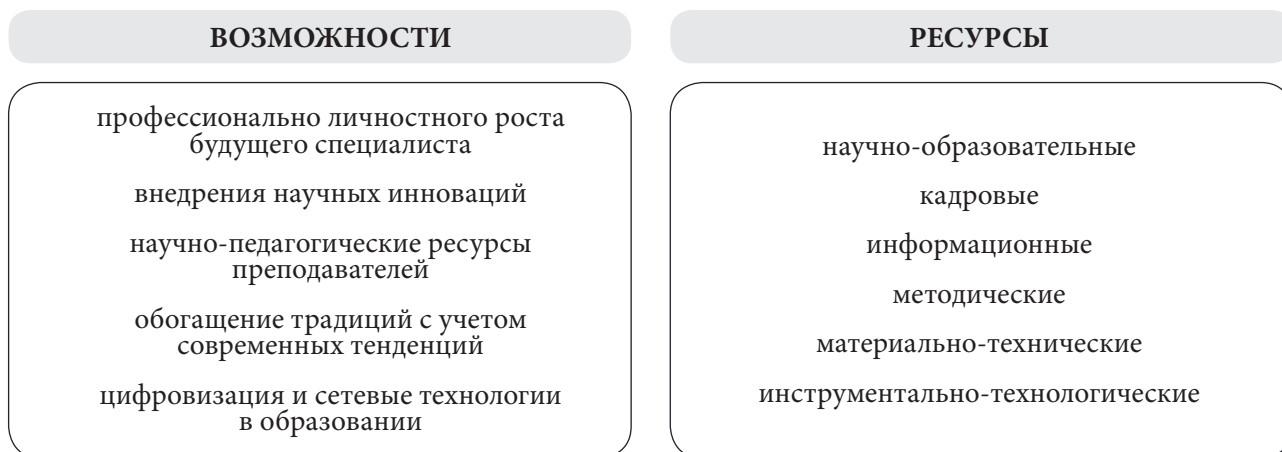 ВОЗМОЖНОСТИ
профессионально личностного роста
будущего специалиста
внедрения научных инноваций
научно-педагогические ресурсы
преподавателей
обогащение традиций с учетом
современных тенденций
цифровизация и сетевые технологии
в образовании
РЕСУРСЫ
научно-образовательные
кадровые
информационные
методические
материально-технические
инструментально-технологические